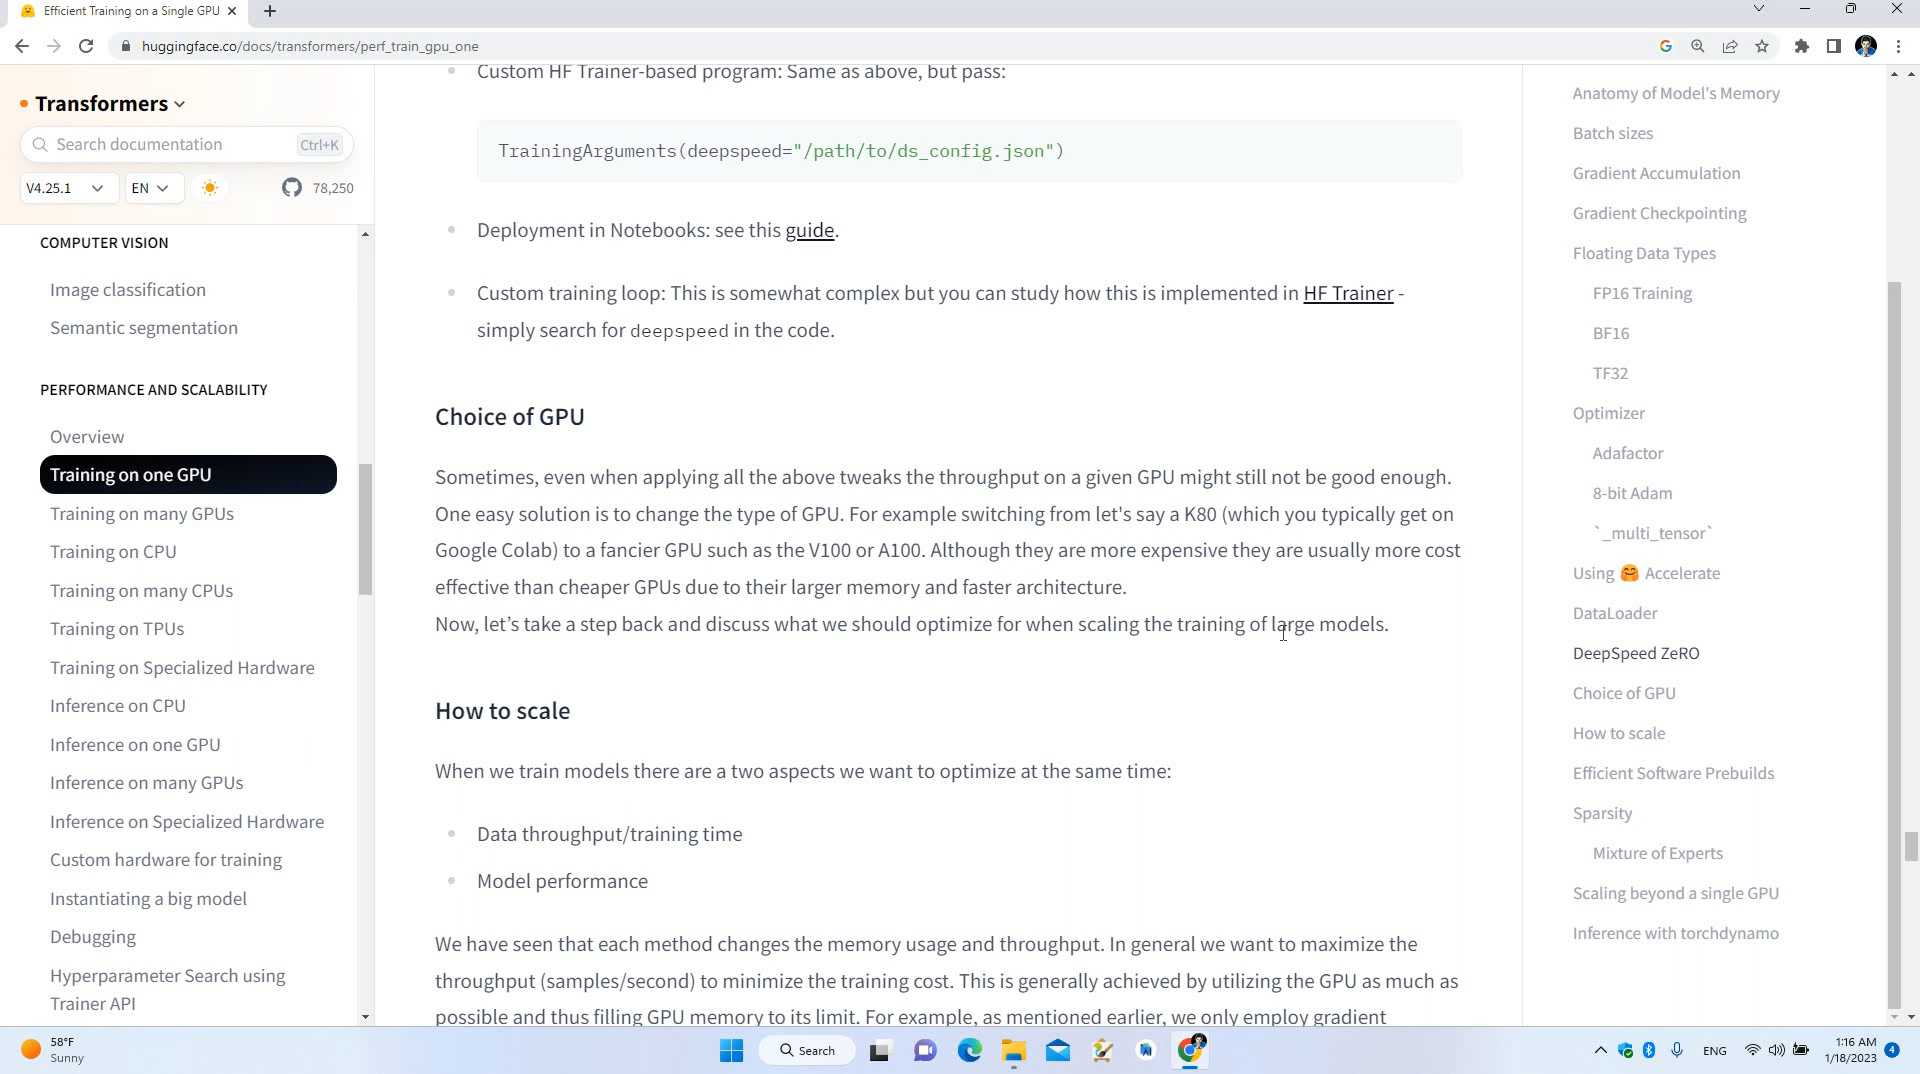 Efficient Training on a Single GPU
huggingface.co/docs/transformers/perf_train_gpu_one
Transformers
Search documentation
Ctrl+K
V4.25.1
EN
78,250
COMPUTER VISION
Image classification
Semantic segmentation
PERFORMANCE AND SCALABILITY
Overview
Training on one GPU
Training on many GPUs
Training on CPU
Training on many CPUs
Training on TPUs
Training on Specialized Hardware
Inference on CPU
Inference on one GPU
Inference on many GPUs
Inference on Specialized Hardware
Custom hardware for training
Instantiating a big model
Debugging
Hyperparameter Search using
Trainer API
Custom HF Trainer-based program: Same as above, but pass:
TrainingArguments(deepspeed="/path/to/ds_config.json")
Deployment in Notebooks: see this guide.
Custom training loop: This is somewhat complex but you can study how this is implemented in HF Trainer -
simply search for deepspeed in the code.
Choice of GPU
Sometimes, even when applying all the above tweaks the throughput on a given GPU might still not be good enough.
One easy solution is to change the type of GPU. For example switching from let's say a K80 (which you typically get on
Google Colab) to a fancier GPU such as the V100 or A100. Although they are more expensive they are usually more cost
effective than cheaper GPUs due to their larger memory and faster architecture.
Now, let’s take a step back and discuss what we should optimize for when scaling the training of large models.
How to scale
When we train models there are a two aspects we want to optimize at the same time:
Data throughput/training time
Model performance
We have seen that each method changes the memory usage and throughput. In general we want to maximize the
throughput (samples/second) to minimize the training cost. This is generally achieved by utilizing the GPU as much as
possible and thus filling GPU memory to its limit. For example, as mentioned earlier, we only employ gradient
Anatomy of Model's Memory
Batch sizes
Gradient Accumulation
Gradient Checkpointing
Floating Data Types
FP16 Training
BF16
TF32
Optimizer
Adafactor
8-bit Adam
`_multi_tensor`
Using 🤗 Accelerate
DataLoader
DeepSpeed ZeRO
Choice of GPU
How to scale
Efficient Software Prebuilds
Sparsity
Mixture of Experts
Scaling beyond a single GPU
Inference with torchdynamo
58°F
Sunny
Search
ENG
1:16 AM
1/18/2023
4